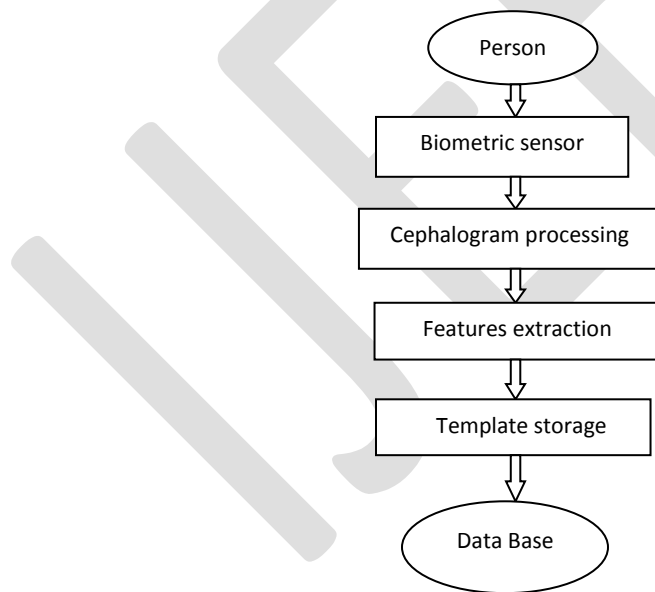 Person
Biometric sensor
Cephalogram processing
Features extraction
Template storage
Data Base